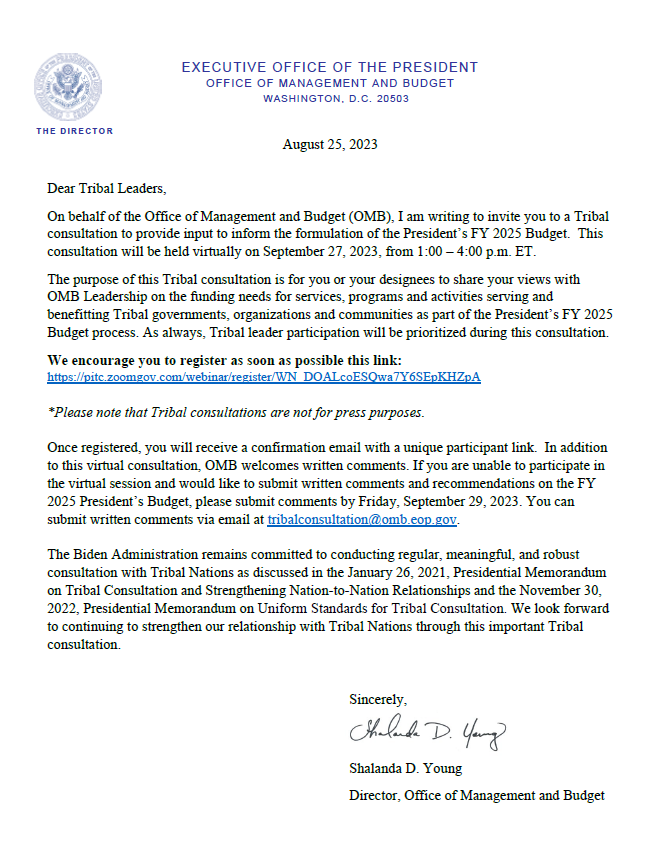 EXECUTIVE OFFICE OF THE PRESIDENT
OFFICE OF MANAGEMENT AND BUDGET
WASHINGTON, D.C. 20503
THE DIRECTOR
August 25, 2023
Dear Tribal Leaders,
On behalf of the Office of Management and Budget (OMB), I am writing to invite you to a Tribal
consultation to provide input to inform the formulation of the President’s FY 2025 Budget.  This
consultation will be held virtually on September 27, 2023, from 1:00 – 4:00 p.m. ET.
The purpose of this Tribal consultation is for you or your designees to share your views with
OMB Leadership on the funding needs for services, programs and activities serving and
benefitting Tribal governments, organizations and communities as part of the President’s FY 2025
Budget process. As always, Tribal leader participation will be prioritized during this consultation.
We encourage you to register as soon as possible this link:
https://pitc.zoomgov.com/webinar/register/WN_DOALcoESQwa7Y6SEpKHZpA
*Please note that Tribal consultations are not for press purposes.
Once registered, you will receive a confirmation email with a unique participant link.  In addition
to this virtual consultation, OMB welcomes written comments. If you are unable to participate in
the virtual session and would like to submit written comments and recommendations on the FY
2025 President’s Budget, please submit comments by Friday, September 29, 2023. You can
submit written comments via email at tribalconsultation@omb.eop.gov.
The Biden Administration remains committed to conducting regular, meaningful, and robust
consultation with Tribal Nations as discussed in the January 26, 2021, Presidential Memorandum
on Tribal Consultation and Strengthening Nation-to-Nation Relationships and the November 30,
2022, Presidential Memorandum on Uniform Standards for Tribal Consultation. We look forward
to continuing to strengthen our relationship with Tribal Nations through this important Tribal
consultation.
Sincerely,
Shalanda D. Young
Shalanda D. Young
Director, Office of Management and Budget